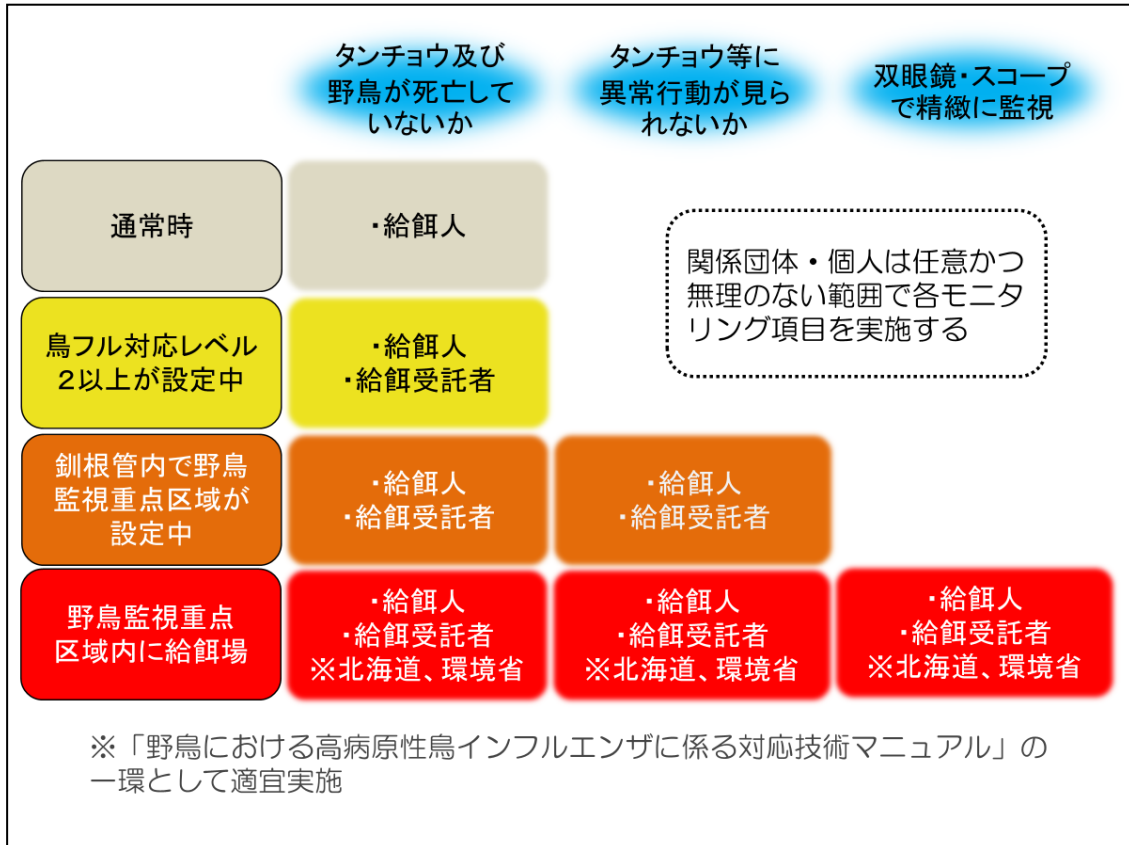 タンチョウ及び
野鳥が死亡して
いないか
タンチョウ等に
異常行動が見ら
れないか
双眼鏡・スコープ
で精緻に監視
通常時
・給餌人
関係団体・個人は任意かつ
無理のない範囲で各モニタ
リング項目を実施する
鳥フル対応レベル
2以上が設定中
・給餌人
・給餌受託者
釧根管内で野鳥
監視重点区域が
設定中
・給餌人
・給餌受託者
・給餌人
・給餌受託者
野鳥監視重点
区域内に給餌場
・給餌人
・給餌受託者
※北海道、環境省
・給餌人
・給餌受託者
※北海道、環境省
・給餌人
・給餌受託者
※北海道、環境省
※「野鳥における高病原性鳥インフルエンザに係る対応技術マニュアル」の
一環として適宜実施